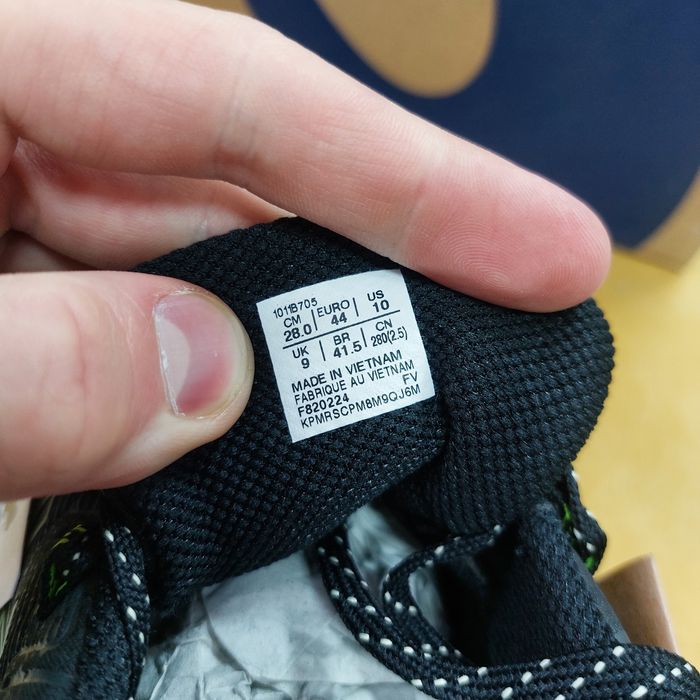 1011B705
CM | EURO | US
28.0 | 44 | 10
UK | BR | CN
9 | 41.5 | 280(2.5)
MADE IN VIETNAM
FABRIQUE AU VIETNAM
F820224 FV
KPMRSCPM8M9QJ6M